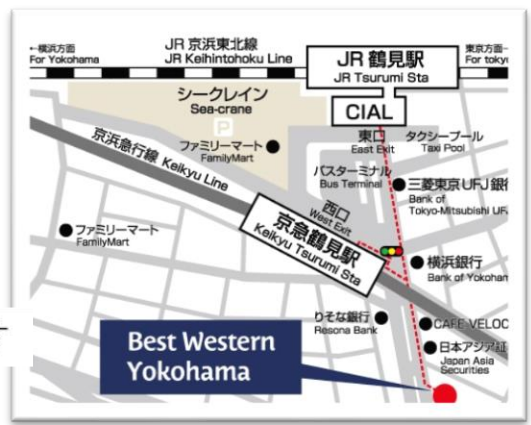 ←横浜方面
For Yokohama
JR 京浜東北線
JR Keihintohoku Line
JR 鶴見駅
JR Tsurumi Sta
東京方面
For tokyo
CIAL
シークレイン
Sea-crane
P
ファミリーマート
FamilyMart
東口
East Exit
タクシープール
Taxi Pool
バスターミナル
Bus Terminal
三菱東京UFJ銀
Bank of
Tokyo-Mitsubishi UFJ
京浜急行線 Keikyu Line
西口
West Exit
京急鶴見駅
Keikyu Tsurumi Sta
ファミリーマート
FamilyMart
横浜銀行
Bank of Yokoham
りそな銀行
Resona Bank
CAFE VELOC
日本アジア証
Japan Asia
Securities
Best Western
Yokohama